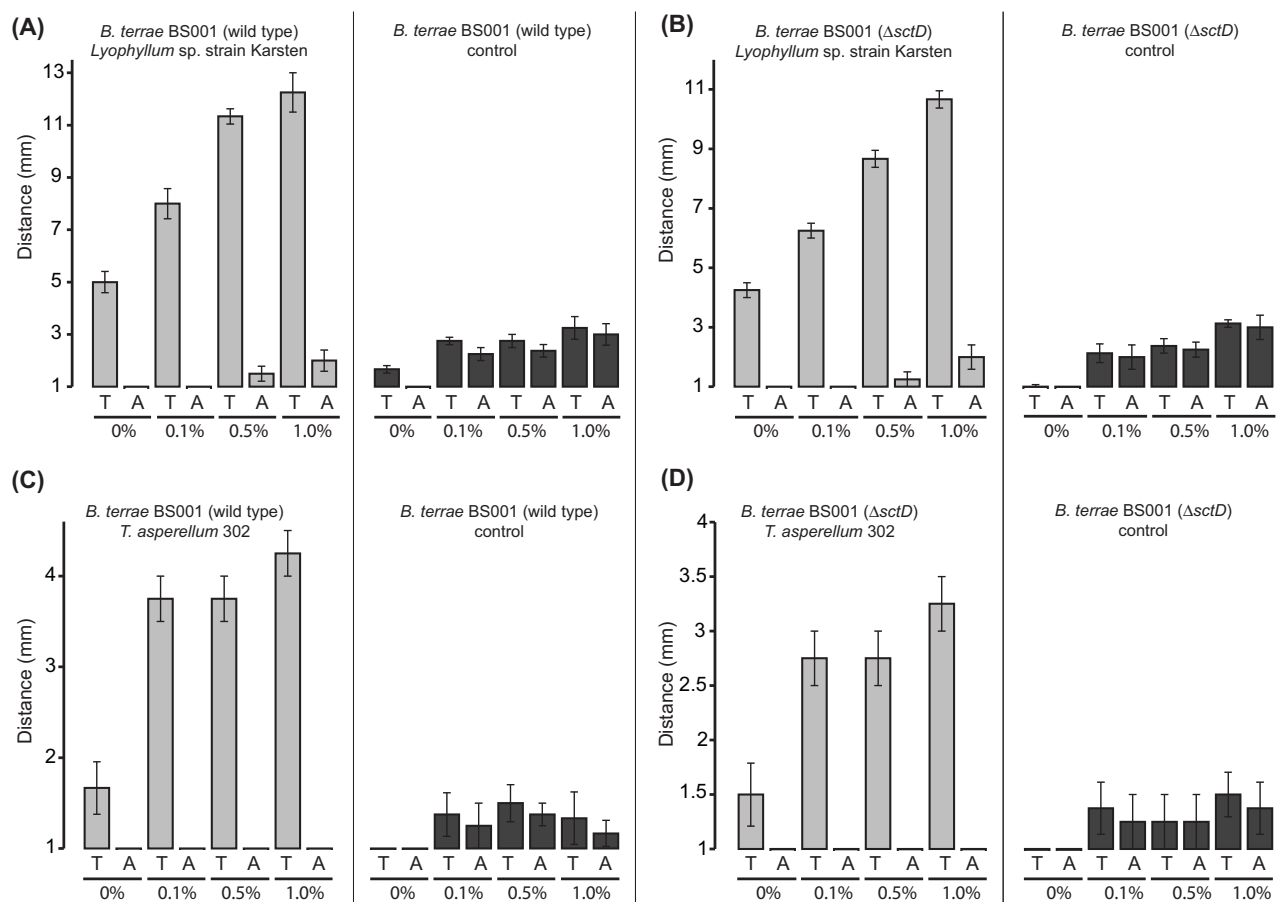 (A)
B. terrae BS001 (wild type)
Lyophyllum sp. strain Karsten
B. terrae BS001 (wild type)
control
Distance (mm)
13
11
9
7
5
3
1
T A T A T A T A
0% 0.1% 0.5% 1.0%
T A T A T A T A
0% 0.1% 0.5% 1.0%
(B)
B. terrae BS001 (ΔsctD)
Lyophyllum sp. strain Karsten
B. terrae BS001 (ΔsctD)
control
Distance (mm)
11
9
7
5
3
1
T A T A T A T A
0% 0.1% 0.5% 1.0%
T A T A T A T A
0% 0.1% 0.5% 1.0%
(C)
B. terrae BS001 (wild type)
T. asperellum 302
B. terrae BS001 (wild type)
control
Distance (mm)
4
3
2
1
T A T A T A T A
0% 0.1% 0.5% 1.0%
T A T A T A T A
0% 0.1% 0.5% 1.0%
(D)
B. terrae BS001 (ΔsctD)
T. asperellum 302
B. terrae BS001 (ΔsctD)
control
Distance (mm)
4
3.5
3
2.5
2
1.5
1
T A T A T A T A
0% 0.1% 0.5% 1.0%
T A T A T A T A
0% 0.1% 0.5% 1.0%